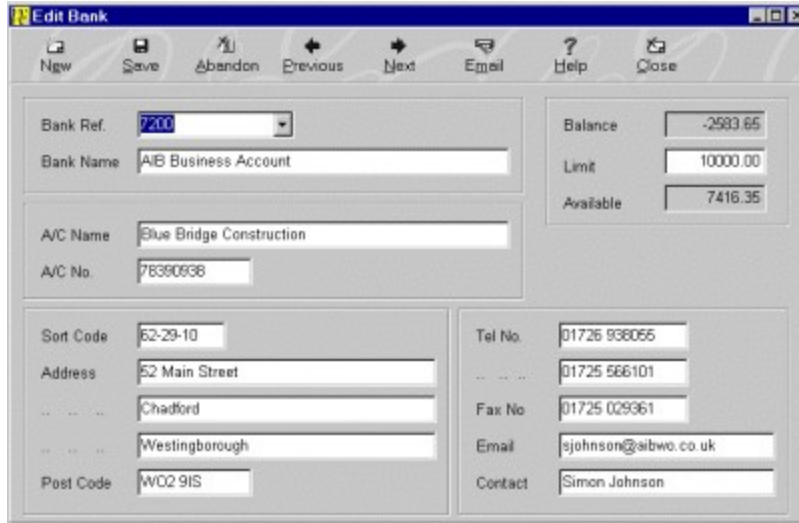 Edit Bank
New Save Abandon Previous Next Email Help Close
Bank Ref. 7200
Bank Name AIB Business Account
Balance -2583.65
Limit 10000.00
Available 7416.35
A/C Name Blue Bridge Construction
A/C No. 78390938
Sort Code 62-29-10
Address 52 Main Street
.. .. .. Chadford
.. .. .. Westingborough
Post Code WO2 9IS
Tel No. 01726 938055
.. .. .. 01725 566101
Fax No 01725 029361
Email sjohnson@aibwo.co.uk
Contact Simon Johnson